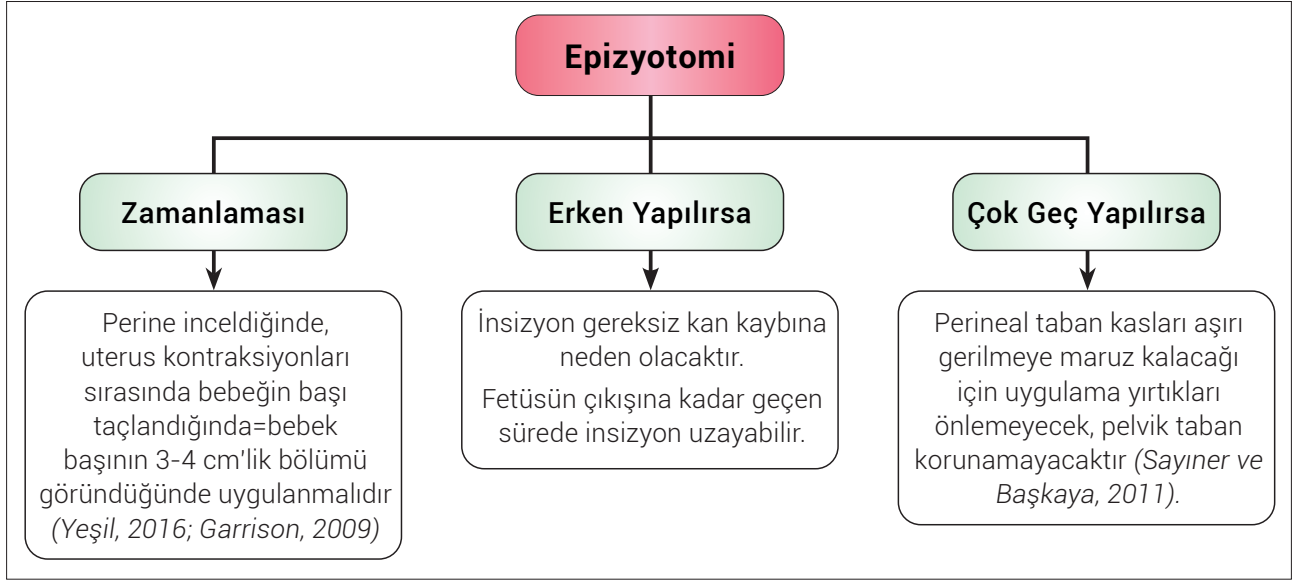 Epizyotomi
Zamanlaması
Perine inceldiğinde,
uterus kontraksiyonları
sırasında bebeğin başı
taçlandığında=bebek
başının 3-4 cm'lik bölümü
göründüğünde uygulanmalıdır
(Yeşil, 2016; Garrison, 2009)
Erken Yapılırsa
İnsizyon gereksiz kan kaybına
neden olacaktır.
Fetüsün çıkışına kadar geçen
sürede insizyon uzayabilir.
Çok Geç Yapılırsa
Perineal taban kasları aşırı
gerilmeye maruz kalacağı
için uygulama yırtıkları
önlemeyecek, pelvik taban
korunamayacaktır (Sayıner ve
Başkaya, 2011).